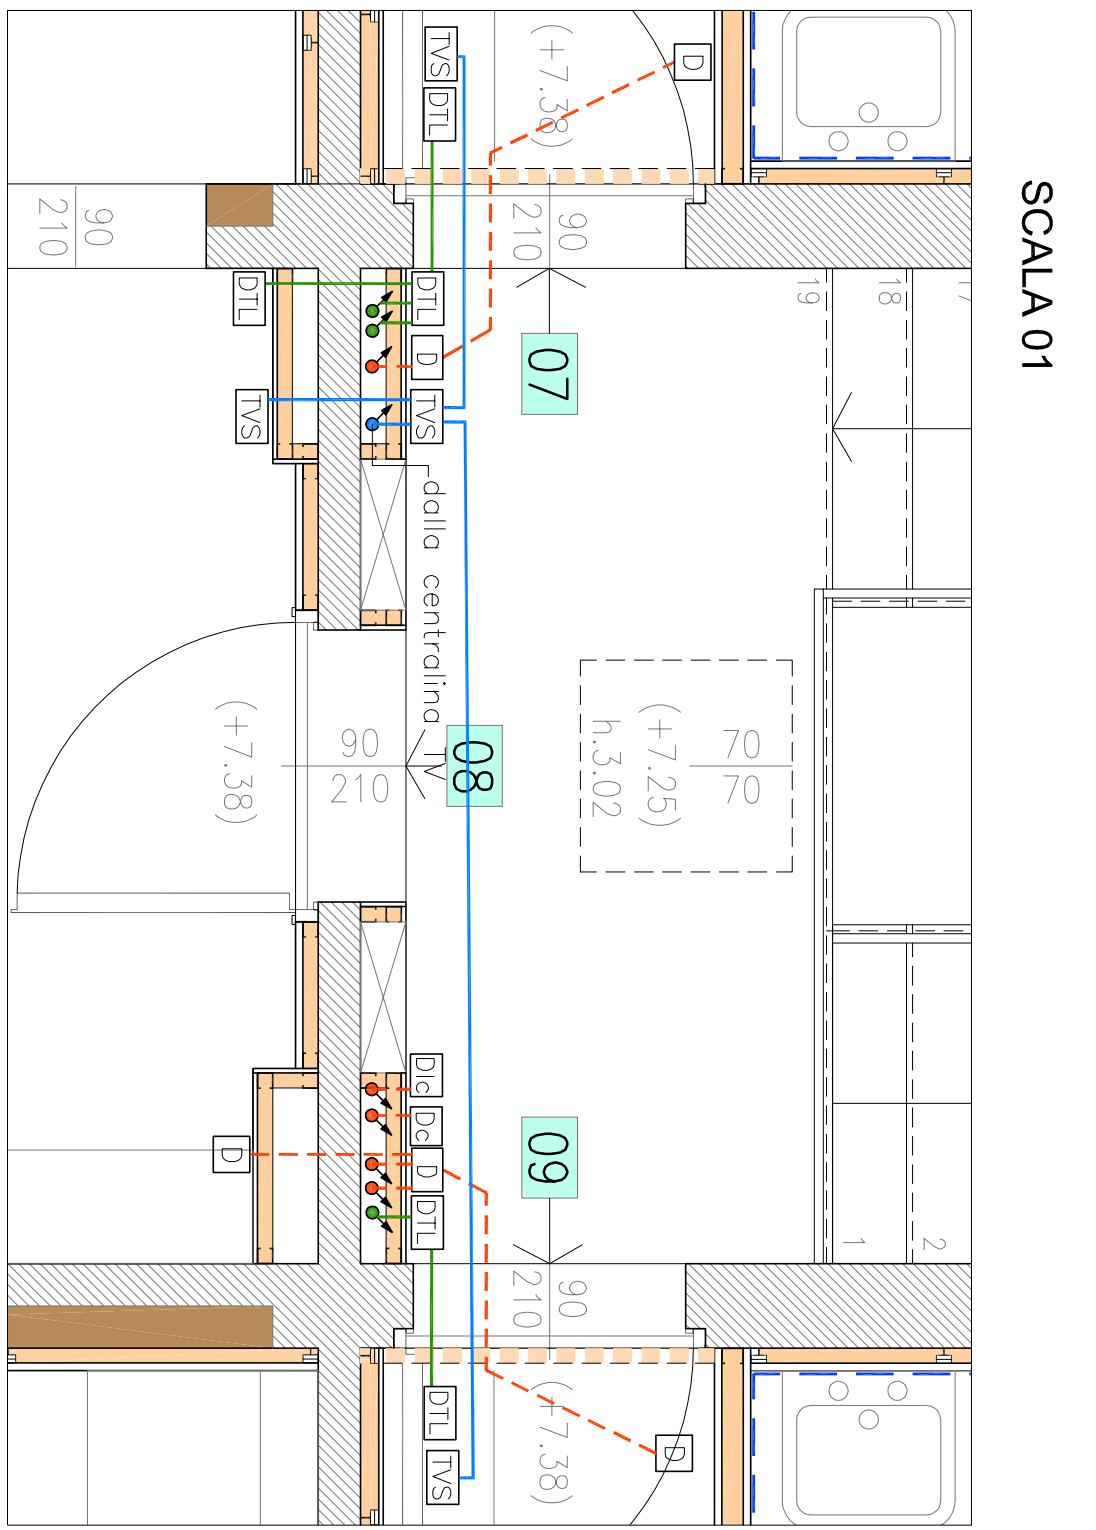 SCALA 01
TVS
DTL
D
(+7.38)
90
210
90
210
DTL
DTL
D
TVS
TVS
07
19
18
17
dalla centralina TV
08
90
210
(+7.38)
70
70
(+7.25)
h.3.02
DIc
Dc
D
D
DTL
09
1
2
90
210
DTL
TVS
D
(+7.38)